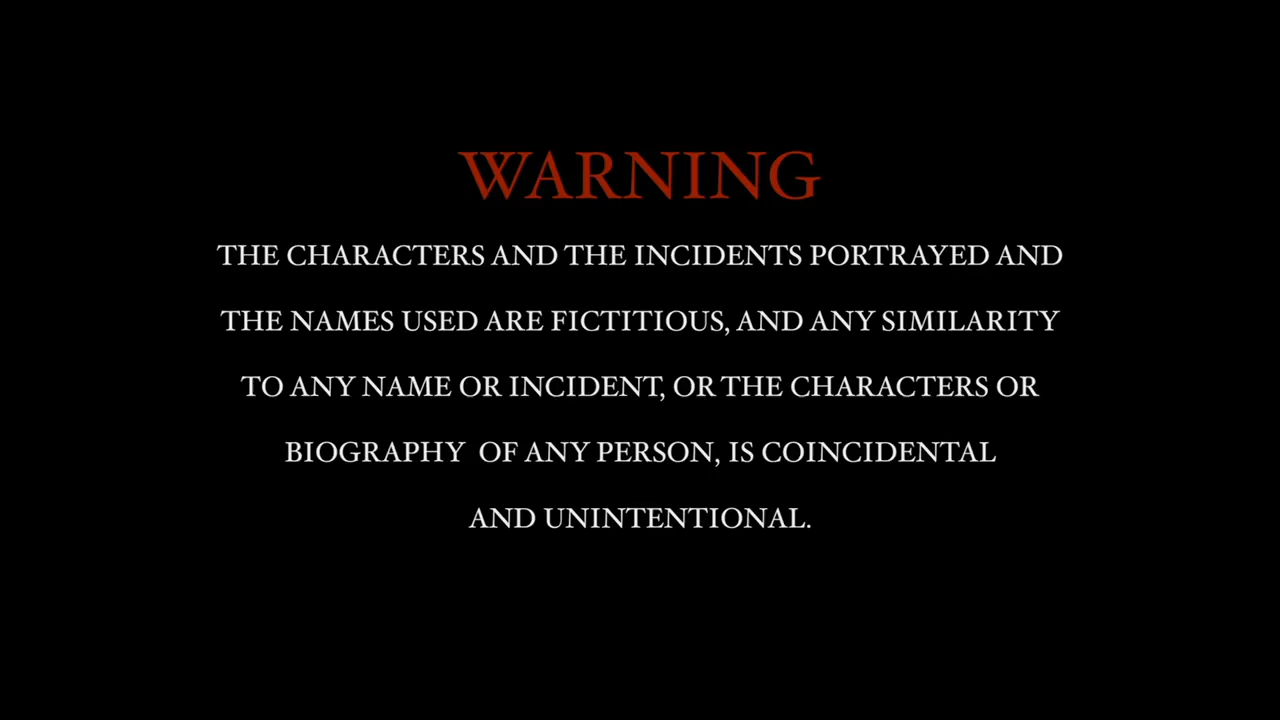 WARNING
THE CHARACTERS AND THE INCIDENTS PORTRAYED AND
THE NAMES USED ARE FICTITIOUS, AND ANY SIMILARITY
TO ANY NAME OR INCIDENT, OR THE CHARACTERS OR
BIOGRAPHY  OF ANY PERSON, IS COINCIDENTAL
AND UNINTENTIONAL.